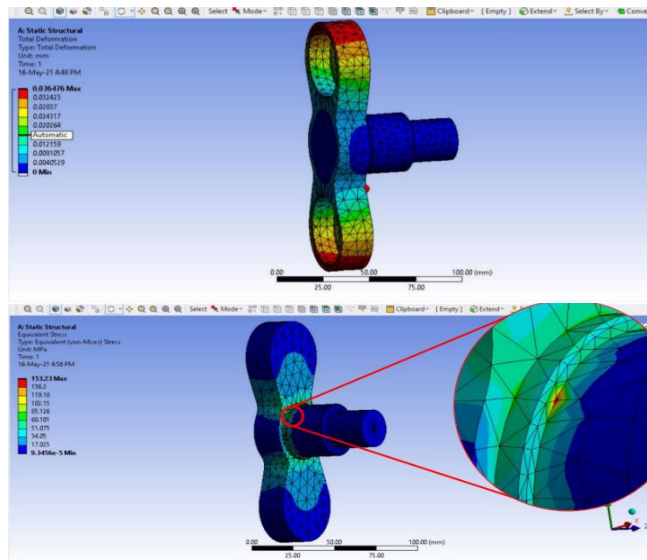 Select Mode Clipboard [Empty] Extend Select By Conve
A: Static Structural
Total Deformation
Type: Total Deformation
Unit: mm
Time: 1
16-May-21 4:48 PM
0.036476 Max
0.032423
0.02837
0.024317
0.020264
Automatic
0.012159
0.0081057
0.0040529
0 Min
0.00 50.00 100.00 (mm)
25.00 75.00
Select Mode Clipboard [Empty] Extend
A: Static Structural
Equivalent Stress
Type: Equivalent (von-Mises) Stress
Unit: MPa
Time: 1
16-May-21 4:56 PM
153.23 Max
136.2
119.18
102.15
85.126
68.101
51.075
34.05
17.025
9.3456e-5 Min
0.00 50.00 100.00 (mm)
25.00 75.00